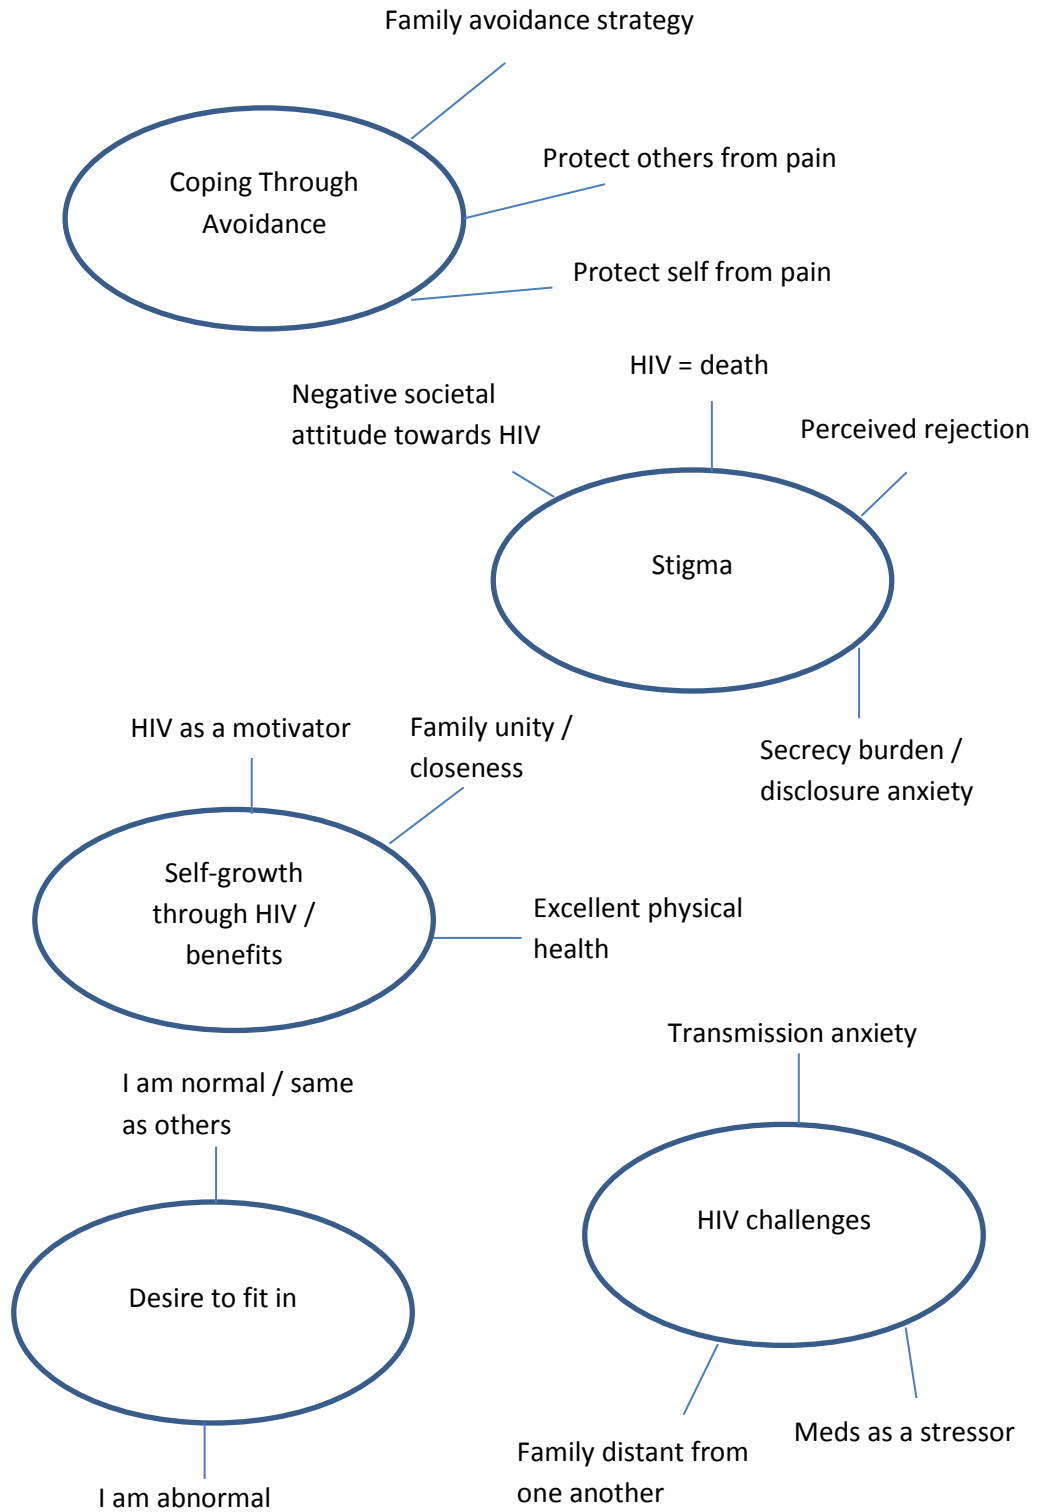 Family avoidance strategy
Coping Through
Avoidance
Protect others from pain
Protect self from pain
HIV = death
Negative societal
attitude towards HIV
Perceived rejection
Stigma
Secrecy burden /
disclosure anxiety
HIV as a motivator
Family unity /
closeness
Self-growth
through HIV /
benefits
Excellent physical
health
Transmission anxiety
I am normal / same
as others
HIV challenges
Desire to fit in
Meds as a stressor
Family distant from
one another
I am abnormal